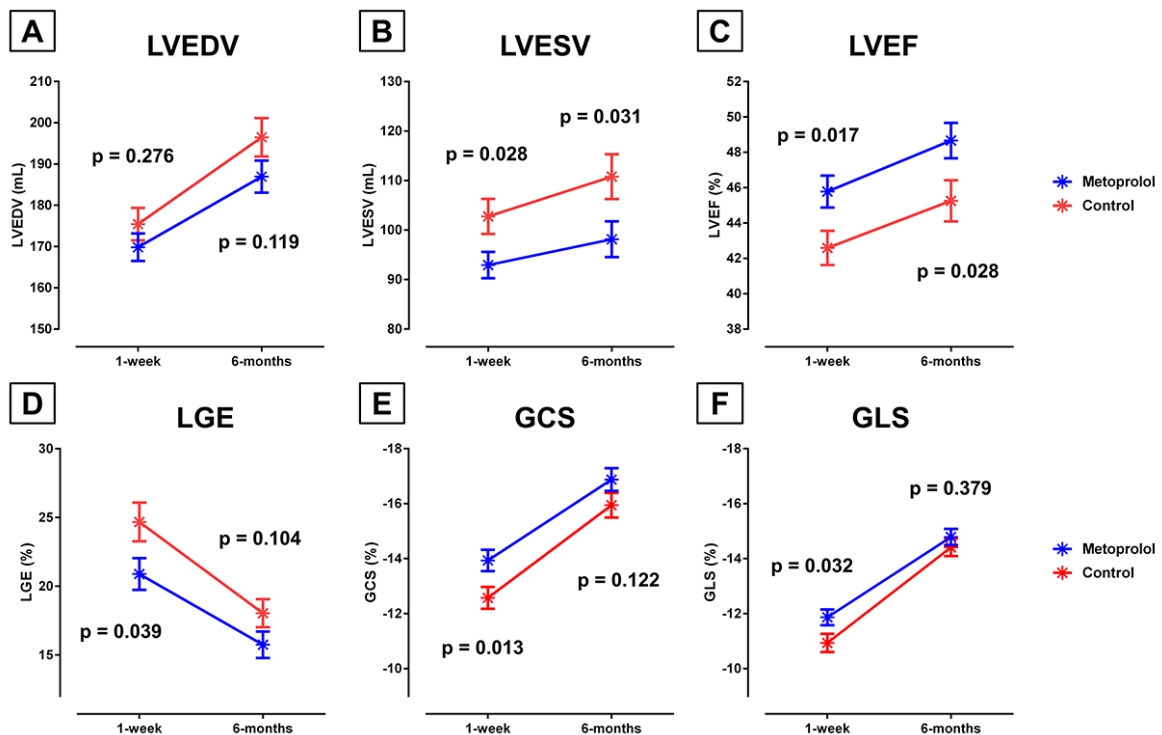 A
LVEDV
LVEDV (mL)
210
200
190
180
170
160
150
p = 0.276
p = 0.119
1-week
6-months
B
LVESV
LVESV (mL)
130
120
110
100
90
80
p = 0.028
p = 0.031
1-week
6-months
C
LVEF
LVEF (%)
52
50
48
46
44
42
40
38
p = 0.017
p = 0.028
1-week
6-months
Metoprolol
Control
D
LGE
LGE (%)
30
25
20
15
p = 0.104
p = 0.039
1-week
6-months
E
GCS
GCS (%)
-18
-16
-14
-12
-10
p = 0.122
p = 0.013
1-week
6-months
F
GLS
GLS (%)
-18
-16
-14
-12
-10
p = 0.379
p = 0.032
1-week
6-months
Metoprolol
Control